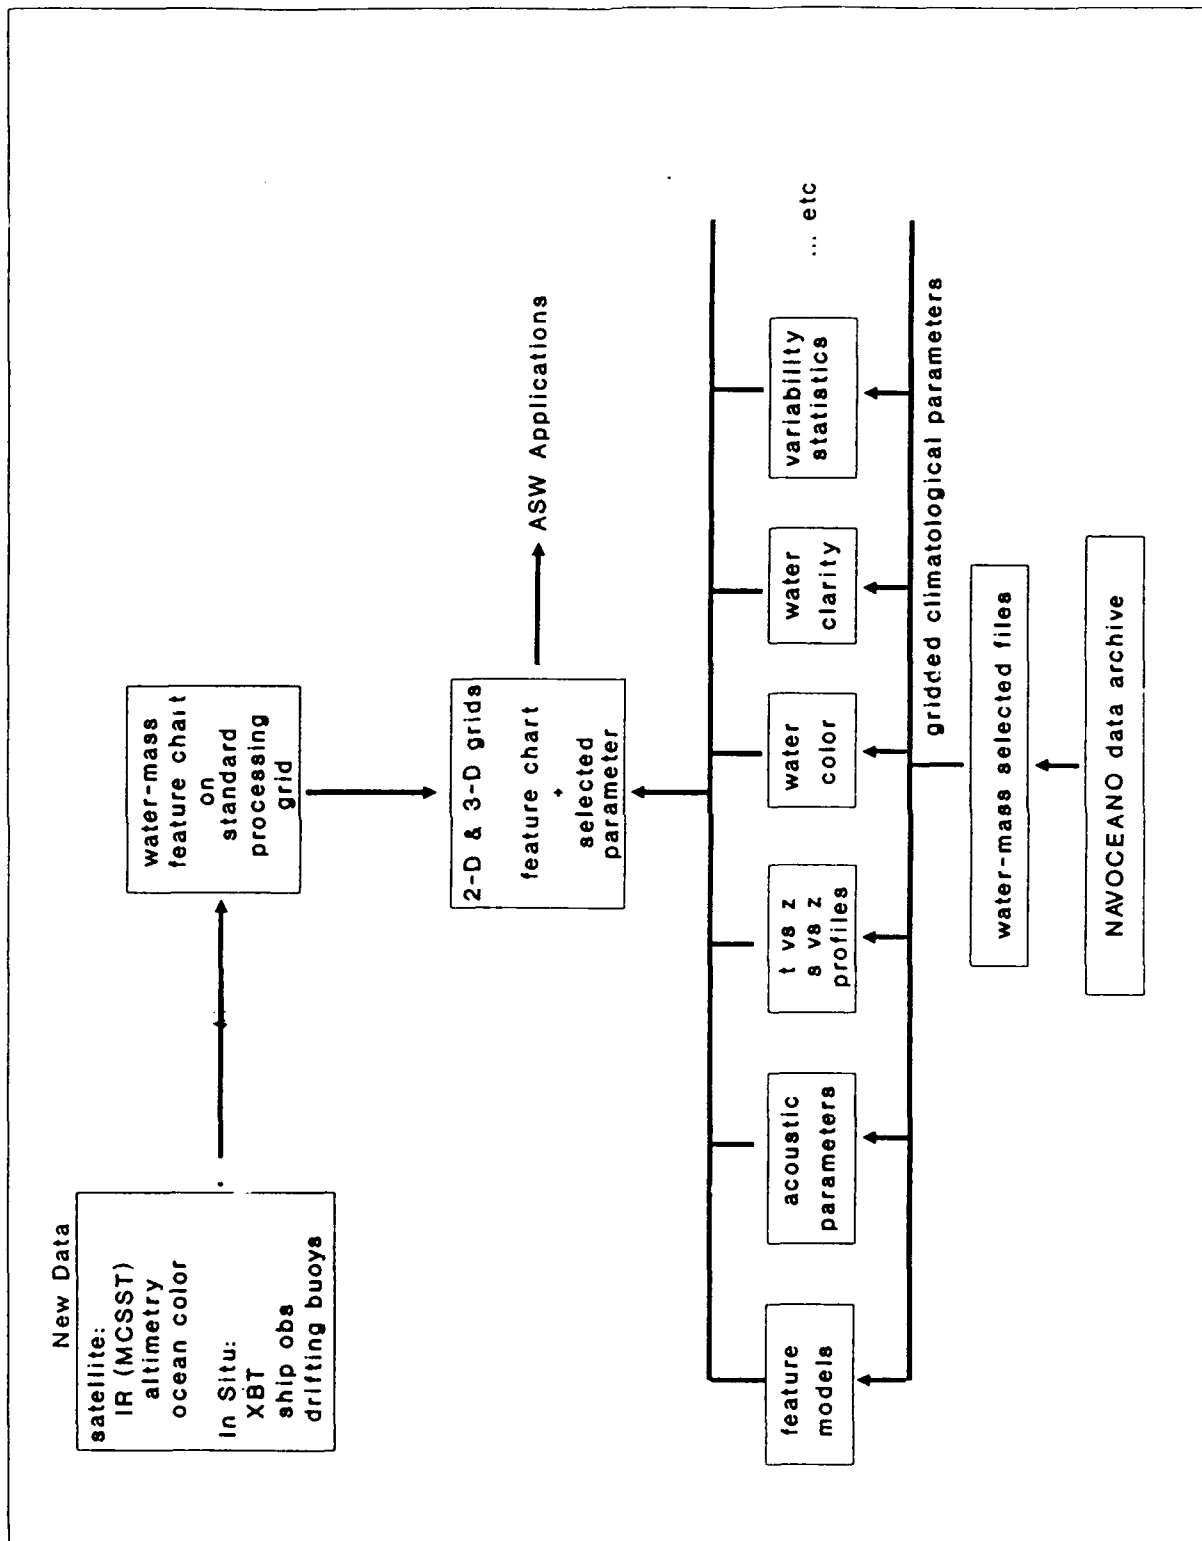 New Data
satellite:
IR (MCSST)
altimetry
ocean color
In Situ:
XBT
ship obs
drifting buoys
water-mass
feature chart
on
standard
processing
grid
2-D & 3-D grids
feature chart
+
selected
parameter
ASW Applications
feature
models
acoustic
parameters
t vs z
s vs z
profiles
water
color
water
clarity
variability
statistics
... etc
gridded climatological parameters
water-mass selected files
NAVOCEANO data archive